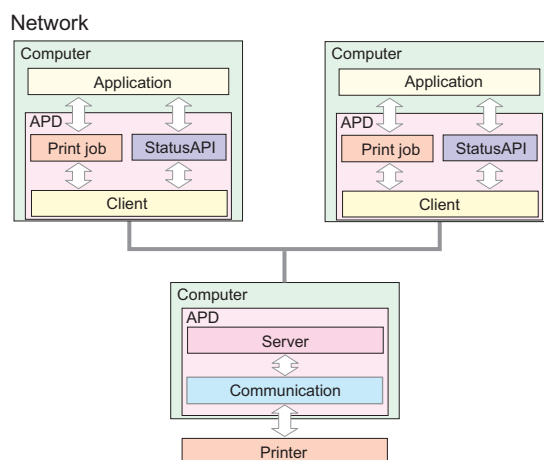 Network
Computer
Application
APD
Print job
StatusAPI
Client
Computer
Application
APD
Print job
StatusAPI
Client
Computer
APD
Server
Communication
Printer